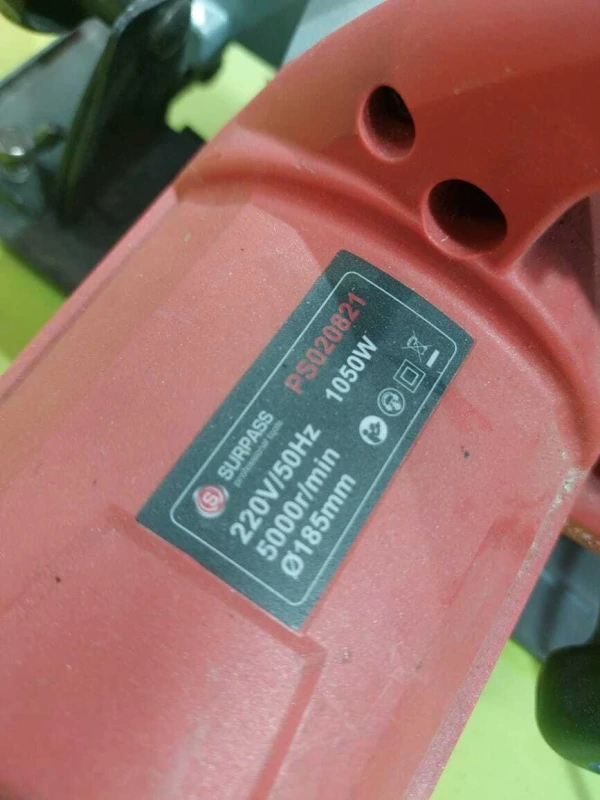 S SURPASS PS020821
professional tools
220V/50Hz 1050W
5000r/min
Ø185mm